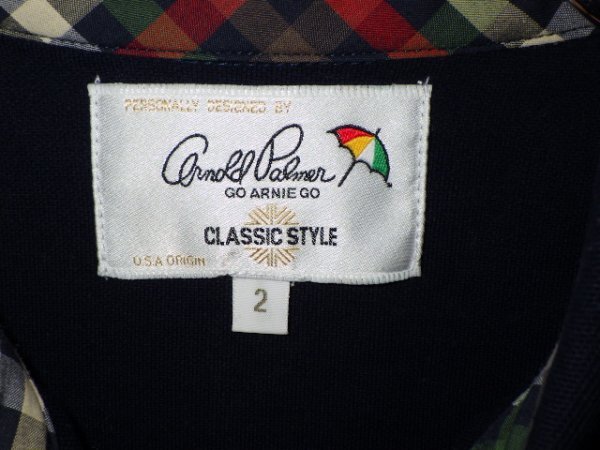 PERSONALLY DESIGNED BY
Arnold Palmer
GO ARNIE GO
CLASSIC STYLE
U.S.A ORIGIN
2